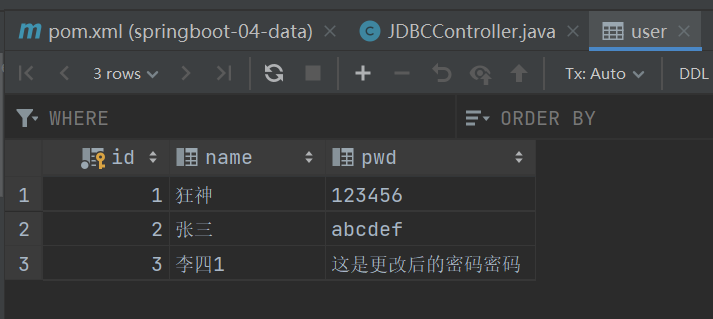 m pom.xml (springboot-04-data) × C JDBCController.java × user ×
3 rows Tx: Auto DDL
WHERE ORDER BY
id name pwd
1 1 狂神 123456
2 2 张三 abcdef
3 3 李四1 这是更改后的密码密码